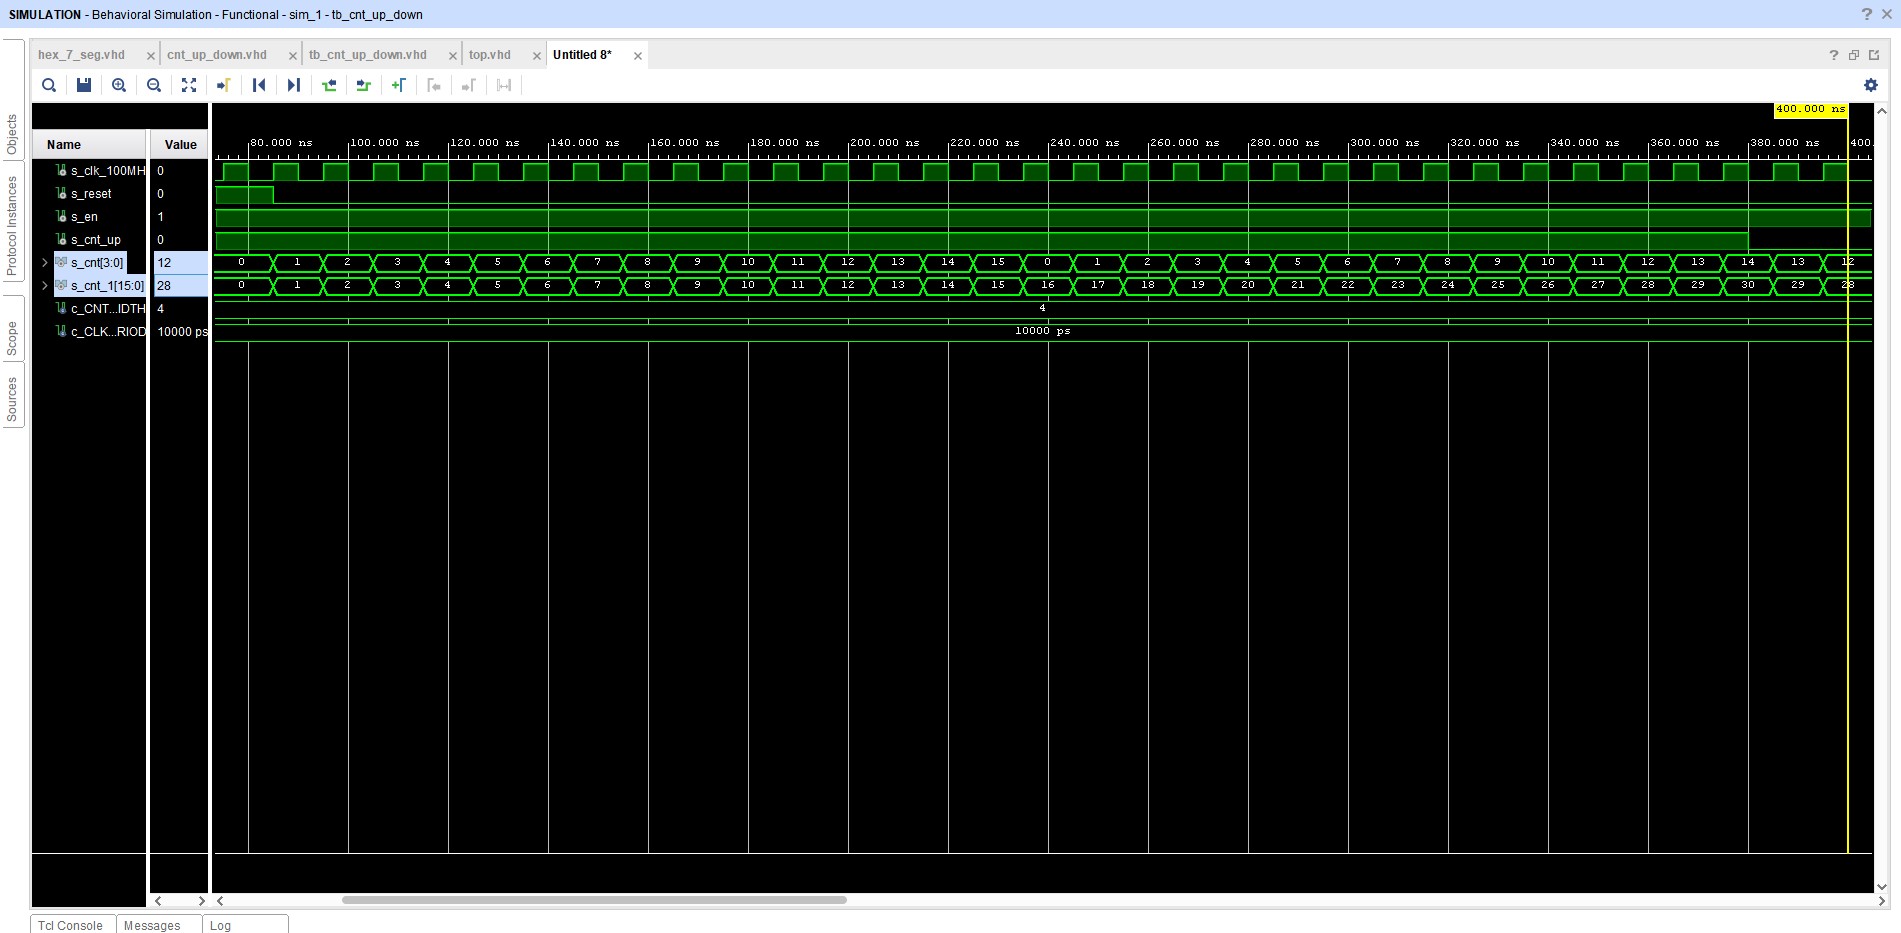 SIMULATION - Behavioral Simulation - Functional - sim_1 - tb_cnt_up_down
hex_7_seg.vhd cnt_up_down.vhd tb_cnt_up_down.vhd top.vhd Untitled 8*
400.000 ns
Name Value
80.000 ns 100.000 ns 120.000 ns 140.000 ns 160.000 ns 180.000 ns 200.000 ns 220.000 ns 240.000 ns 260.000 ns 280.000 ns 300.000 ns 320.000 ns 340.000 ns 360.000 ns 380.000 ns 400.
s_clk_100MH 0
s_reset 0
s_en 1
s_cnt_up 0
s_cnt[3:0] 12 0 1 2 3 4 5 6 7 8 9 10 11 12 13 14 15 0 1 2 3 4 5 6 7 8 9 10 11 12 13 14 13 12
s_cnt_1[15:0] 28 0 1 2 3 4 5 6 7 8 9 10 11 12 13 14 15 16 17 18 19 20 21 22 23 24 25 26 27 28 29 30 29 28
c_CNT...IDTH 4 4
c_CLK...RIOD 10000 ps 10000 ps
Objects
Protocol Instances
Scope
Sources
Tcl Console Messages Log